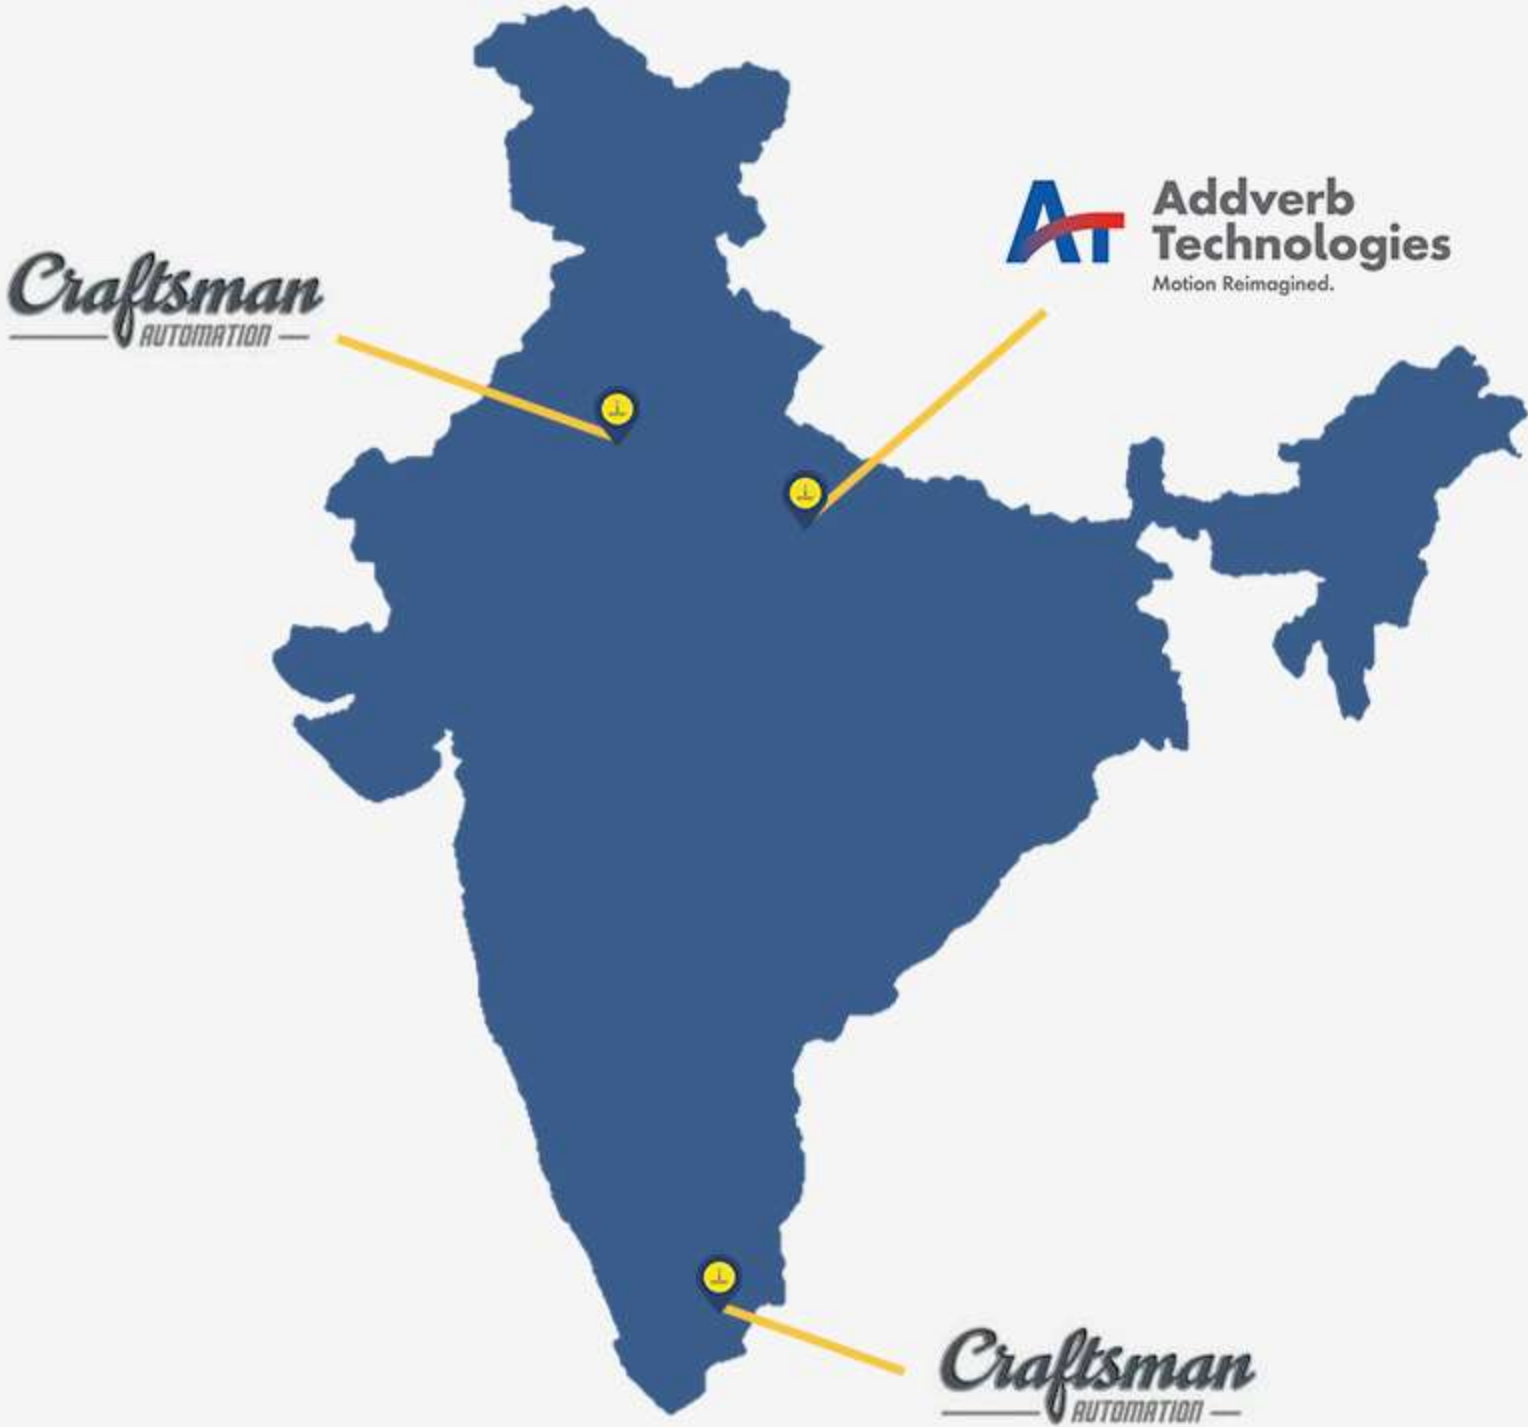 Addverb
Technologies
Motion Reimagined.
Craftsman
AUTOMATION
Craftsman
AUTOMATION